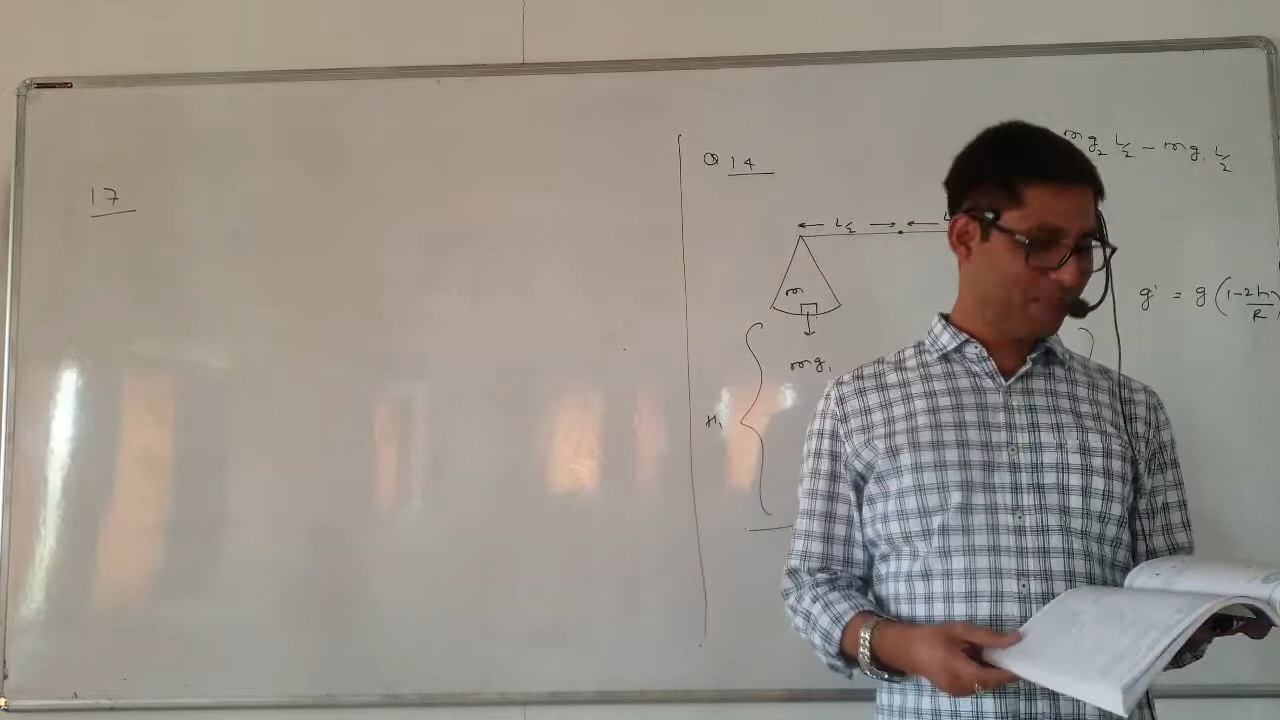 17
Q 14
mg₂ L/2 - mg₁ L/2
L/2
m
g' = g (1-2h/R)
mg₁
H₁